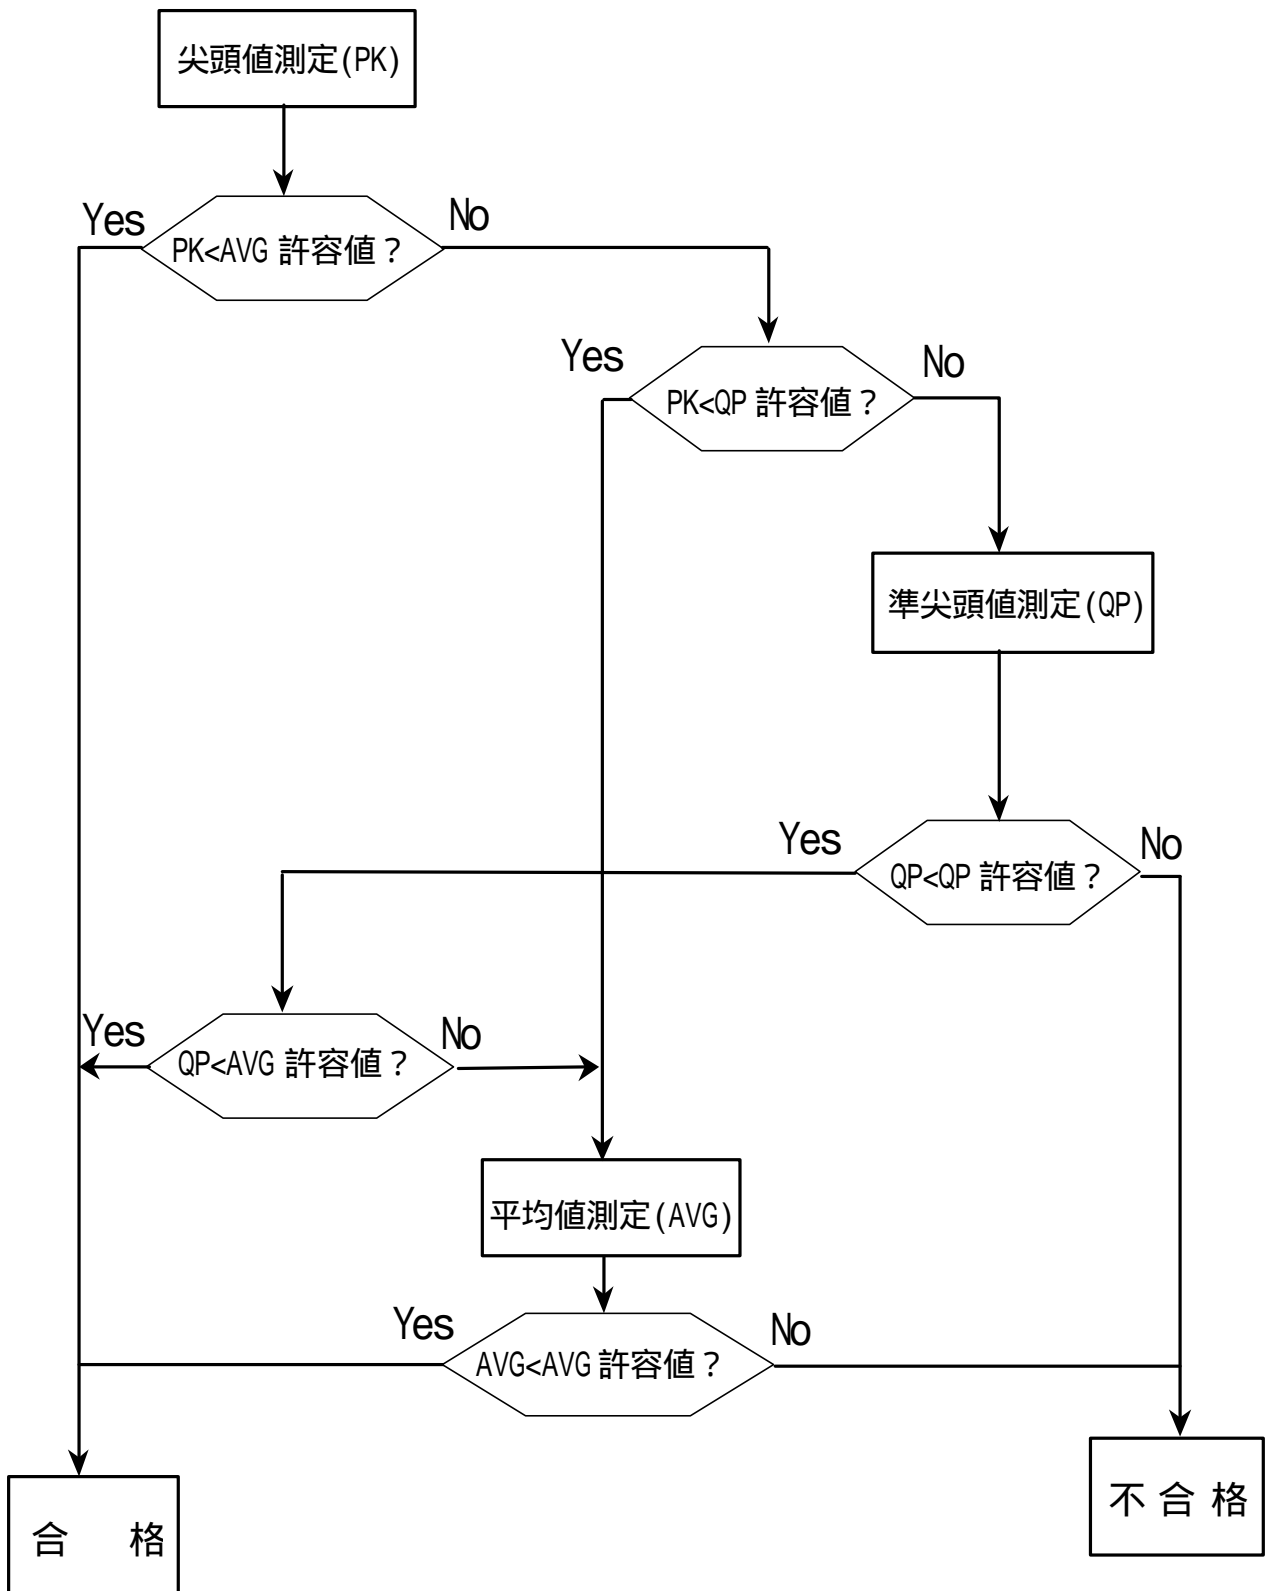 尖頭値測定(PK)
Yes
No
PK<AVG 許容値？
Yes
No
PK<QP 許容値？
準尖頭値測定(QP)
Yes
No
QP<QP 許容値？
Yes
No
QP<AVG 許容値？
平均値測定(AVG)
Yes
No
AVG<AVG 許容値？
不 合 格
合　格